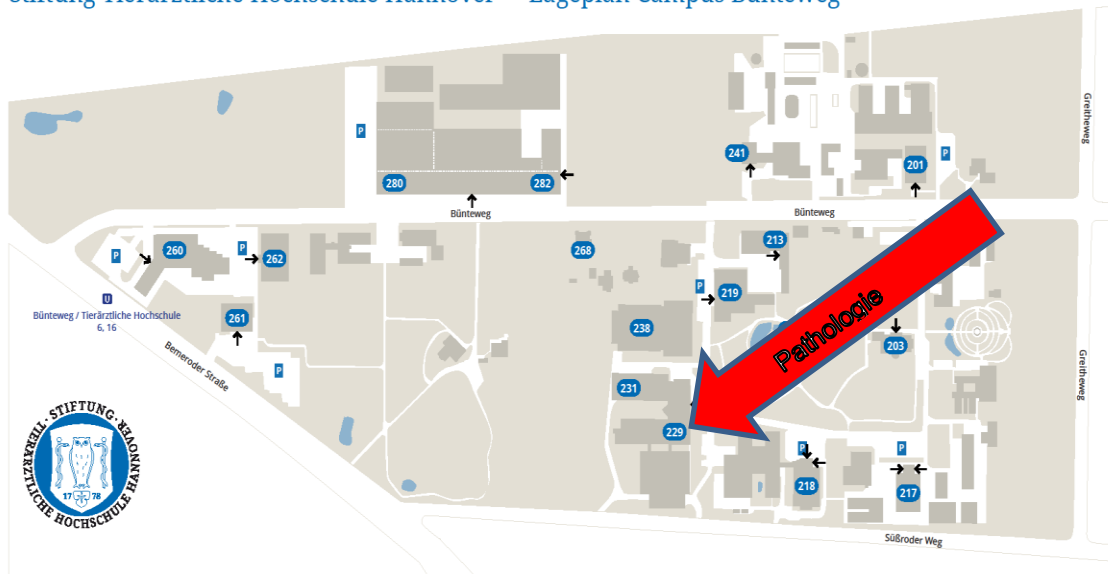 Stiftung Tierärztliche Hochschule Hannover
Lageplan Campus Bünteweg
Greitheweg
P
241
201
P
280
282
Bünteweg
Bünteweg
P
260
P
262
268
213
U
Bünteweg / Tierärztliche Hochschule
6, 16
261
P
219
238
Pathologie
203
Bemeroder Straße
P
231
229
Greitheweg
P
218
P
217
Süßroder Weg
STIFTUNG · TIERÄRZTLICHE HOCHSCHULE HANNOVER
17 78